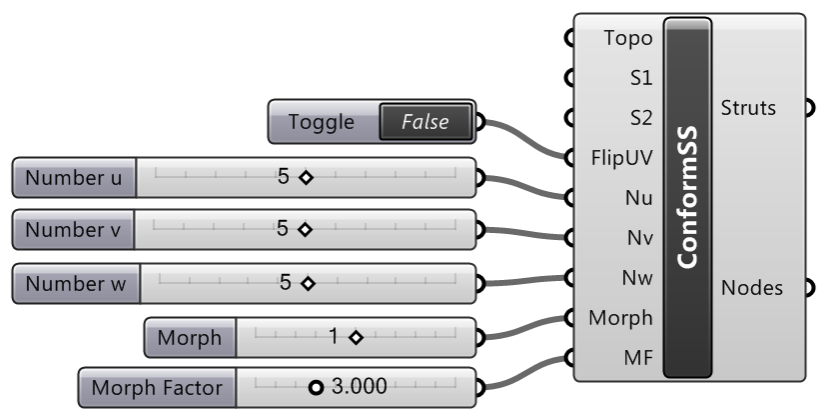 Topo
S1
S2
FlipUV
Nu
Nv
Nw
Morph
MF
ConformSS
Struts
Nodes
Toggle False
Number u 5
Number v 5
Number w 5
Morph 1
Morph Factor 3.000